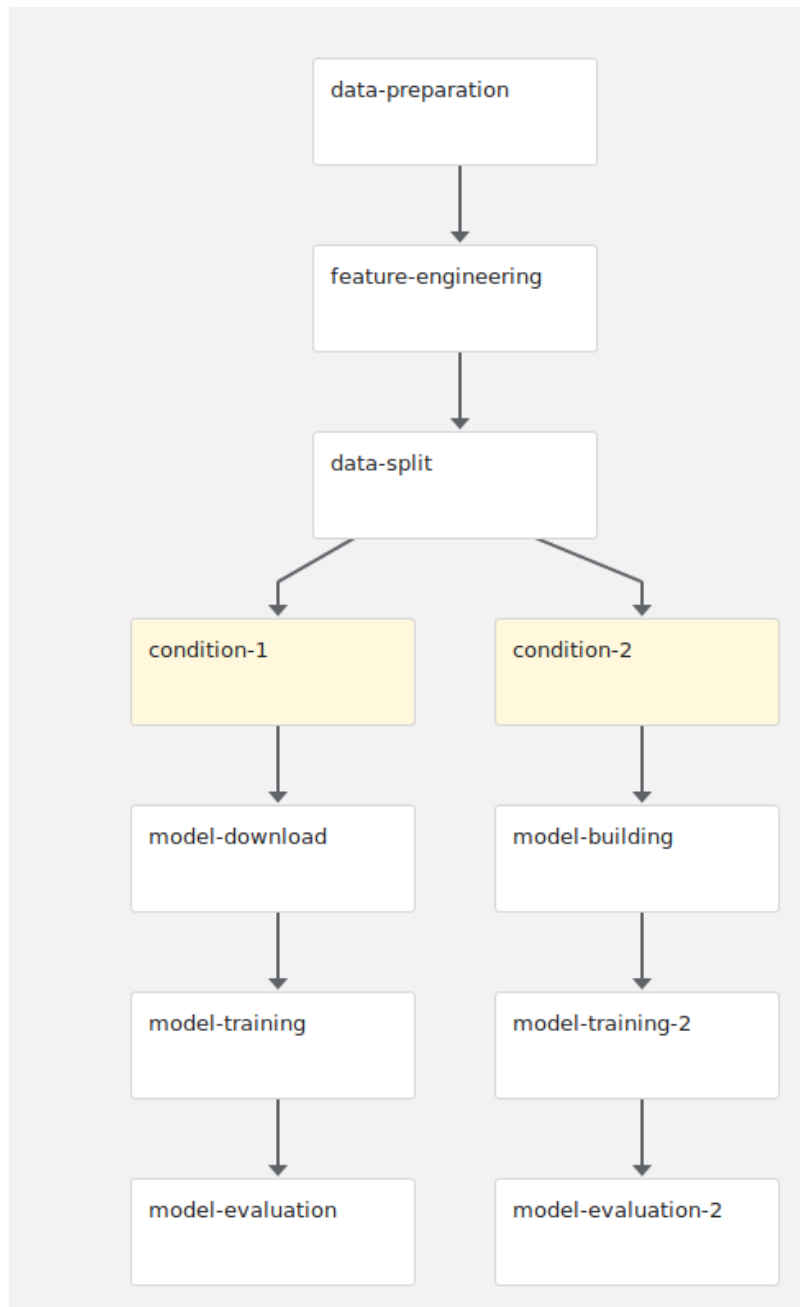 data-preparation
feature-engineering
data-split
condition-1
condition-2
model-download
model-building
model-training
model-training-2
model-evaluation
model-evaluation-2